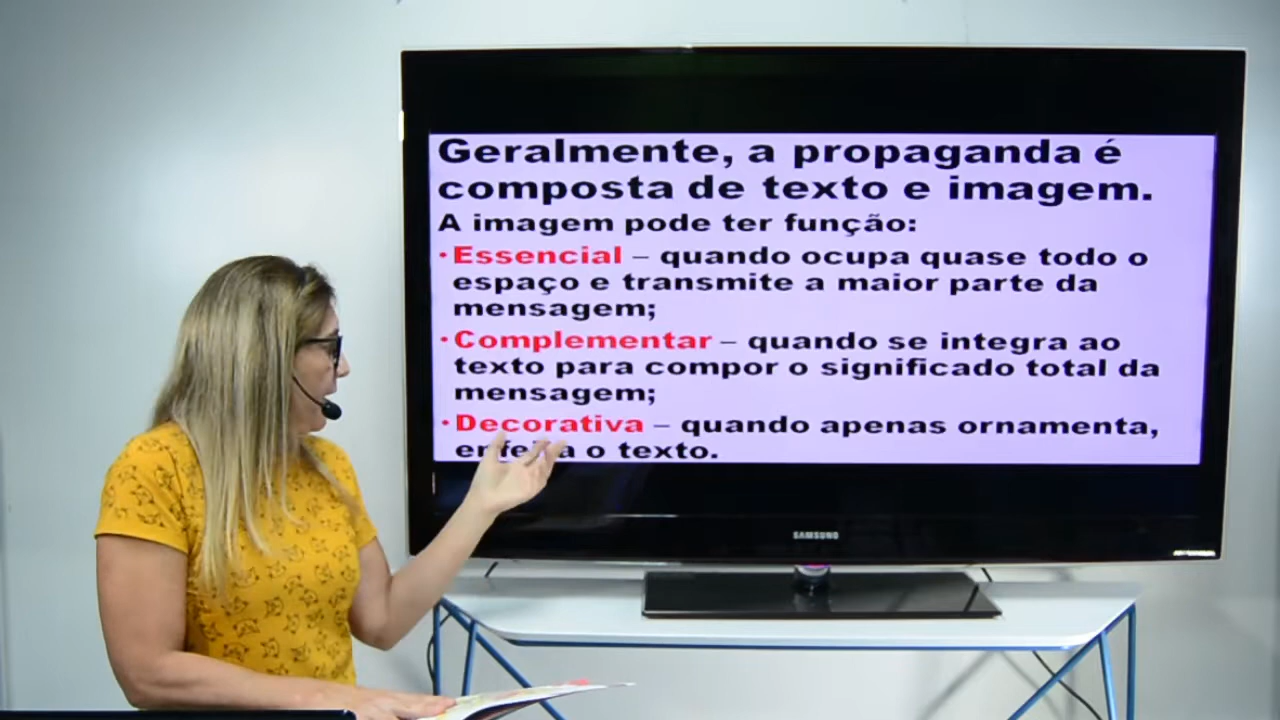 Geralmente, a propaganda é
composta de texto e imagem.
A imagem pode ter função:
• Essencial – quando ocupa quase todo o
espaço e transmite a maior parte da
mensagem;
• Complementar – quando se integra ao
texto para compor o significado total da
mensagem;
• Decorativa – quando apenas ornamenta,
enfeita o texto.
SAMSUNG